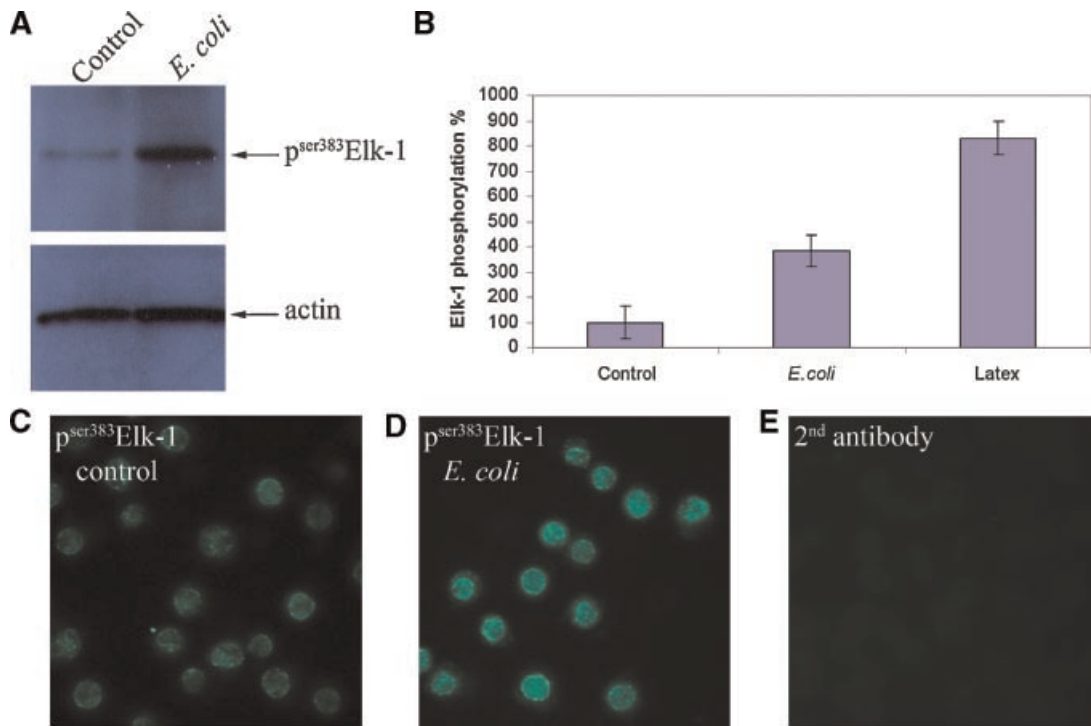 A
Control
E. coli
pser383Elk-1
actin
B
Elk-1 phosphorylation %
1000
900
800
700
600
500
400
300
200
100
0
Control
E.coli
Latex
C
pser383Elk-1
control
D
pser383Elk-1
E. coli
E
2nd antibody